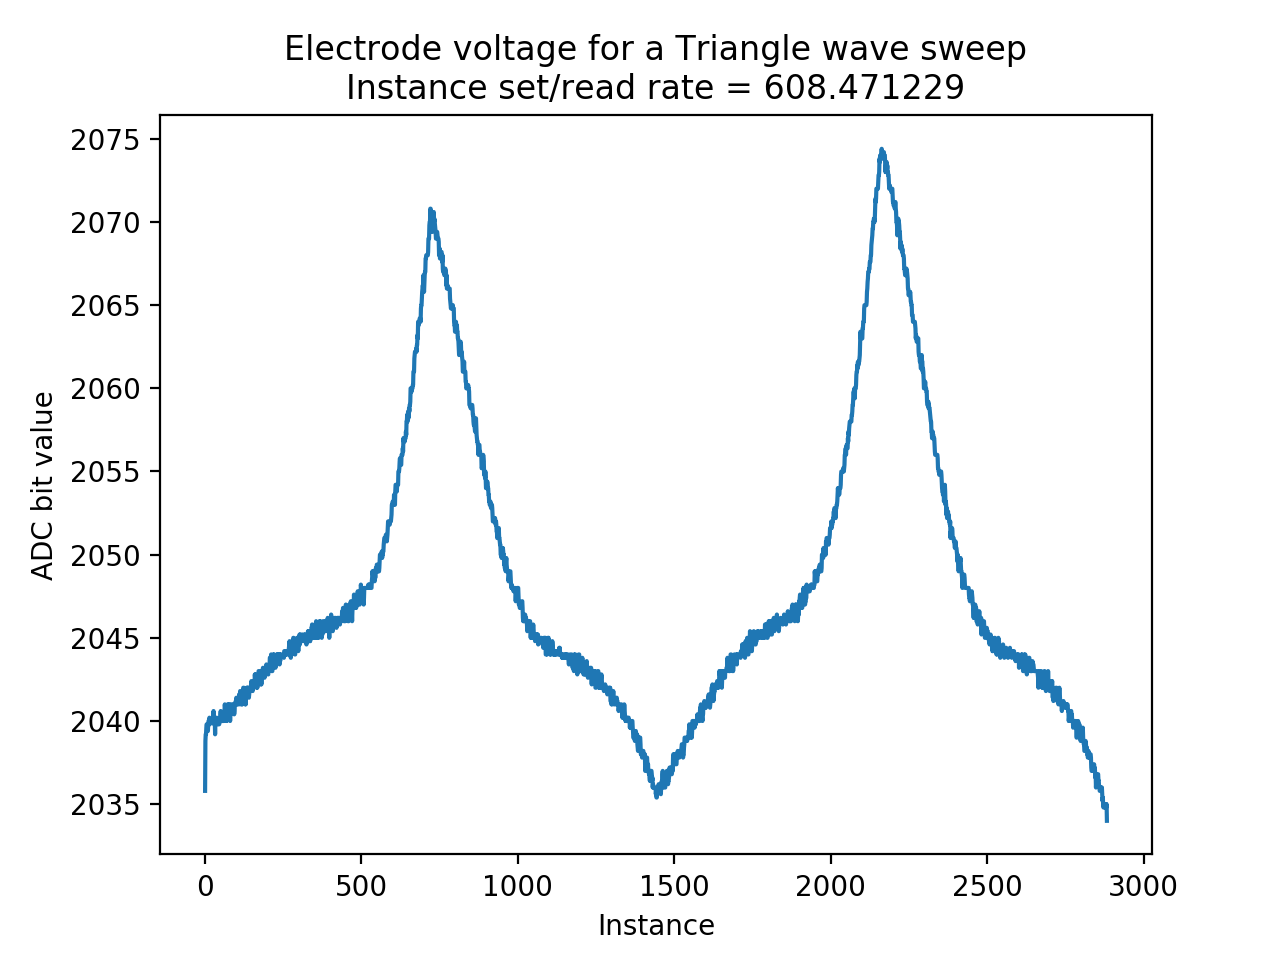 Electrode voltage for a Triangle wave sweep
Instance set/read rate = 608.471229
2075
2070
2065
2060
2055
2050
2045
2040
2035
ADC bit value
0 500 1000 1500 2000 2500 3000
Instance